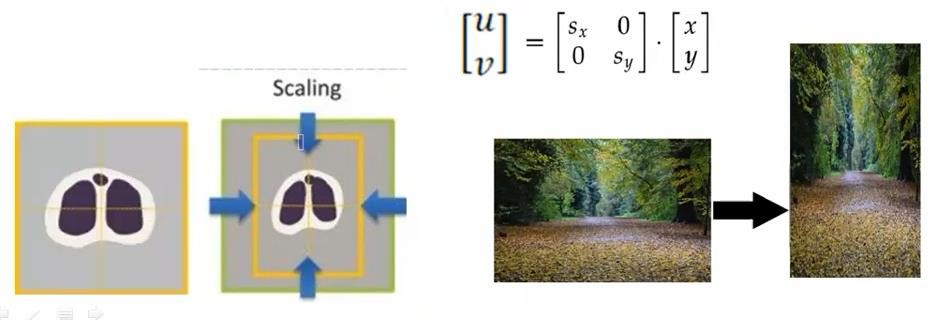 Scaling
[u v] = [s_x 0 0 s_y] · [x y]